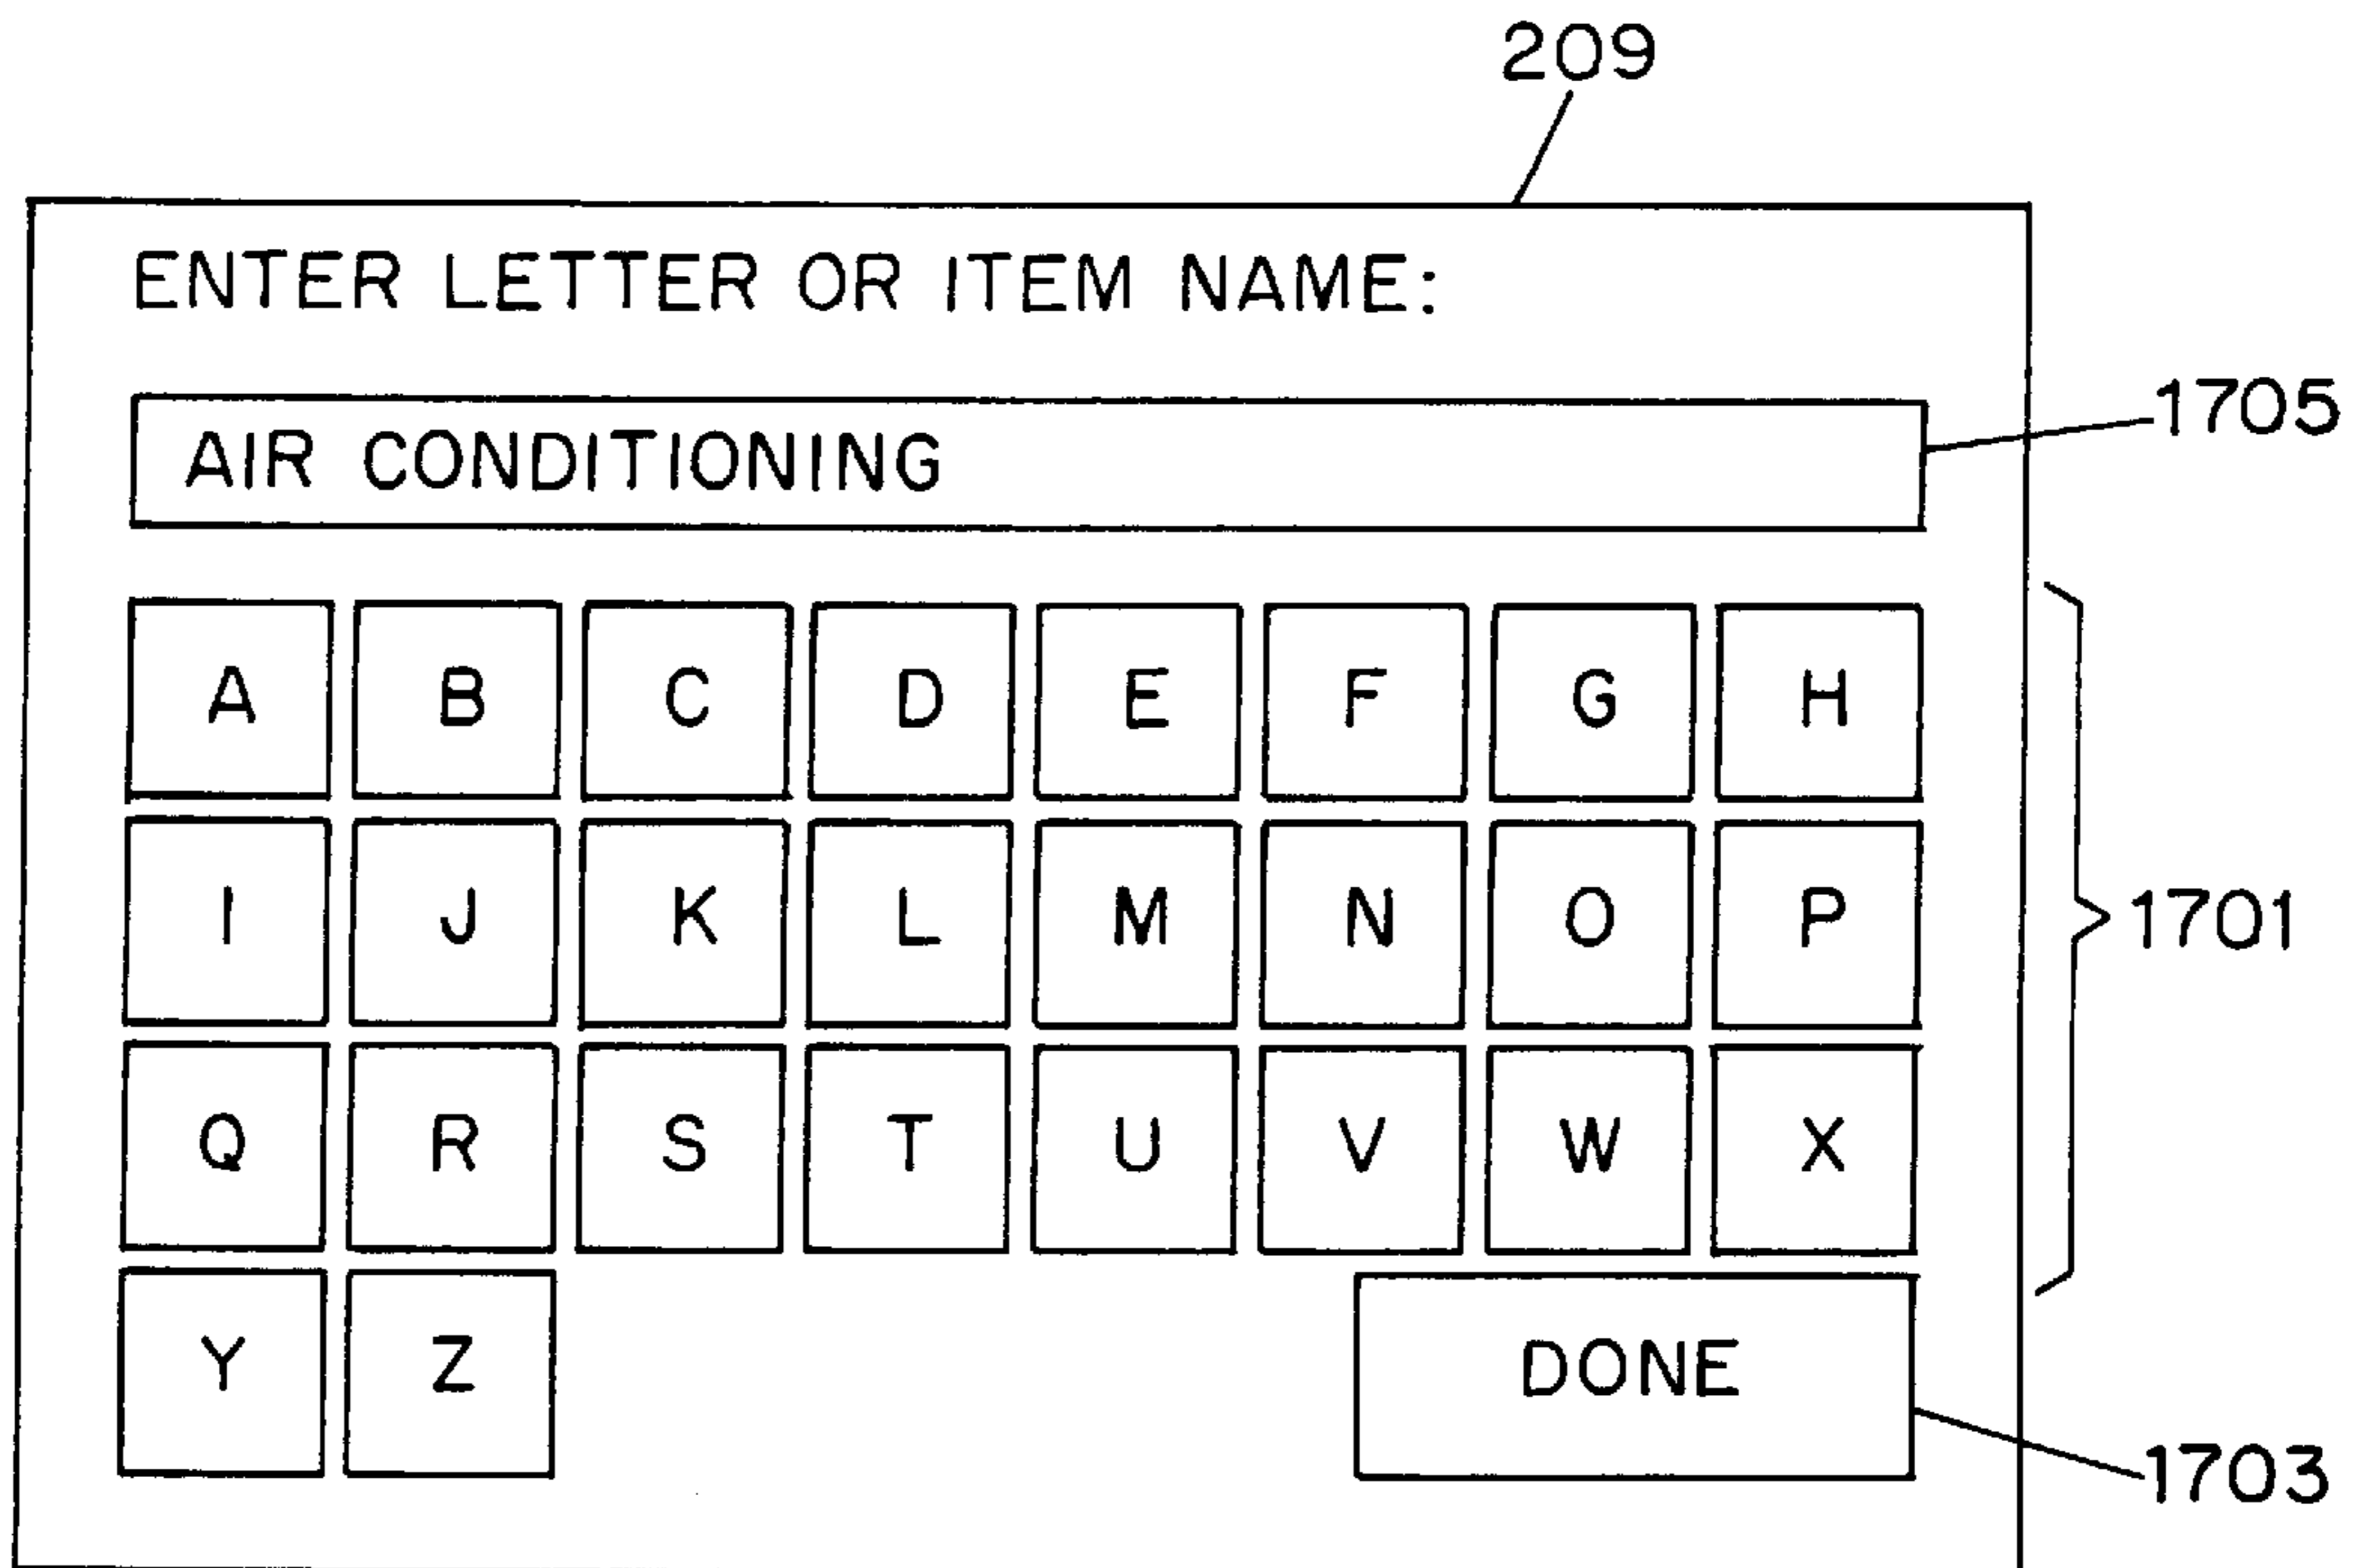 209
ENTER LETTER OR ITEM NAME:
1705
AIR CONDITIONING
A B C D E F G H
I J K L M N O P
1701
Q R S T U V W X
Y Z DONE
1703